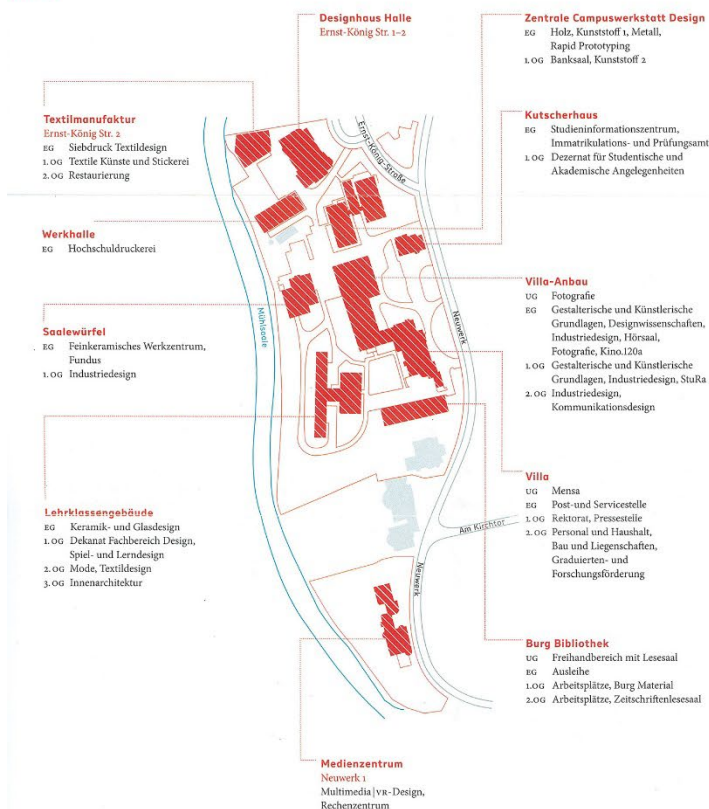 Designhaus Halle
Ernst-König Str. 1–2
Zentrale Campuswerkstatt Design
EG Holz, Kunststoff 1, Metall,
Rapid Prototyping
1. OG Banksaal, Kunststoff 2
Textilmanufaktur
Ernst-König Str. 2
EG Siebdruck Textildesign
1. OG Textile Künste und Stickerei
2. OG Restaurierung
Kutscherhaus
EG Studieninformationszentrum,
Immatrikulations- und Prüfungsamt
1. OG Dezernat für Studentische und
Akademische Angelegenheiten
Ernst-König-Straße
Werkhalle
EG Hochschuldruckerei
Villa-Anbau
UG Fotografie
EG Gestalterische und Künstlerische
Grundlagen, Designwissenschaften,
Industriedesign, Hörsaal,
Fotografie, Kino.120a
1. OG Gestalterische und Künstlerische
Grundlagen, Industriedesign, StuRa
2. OG Industriedesign,
Kommunikationsdesign
Mühlsaale
Neuwerk
Saalewürfel
EG Feinkeramisches Werkzentrum,
Fundus
1. OG Industriedesign
Villa
UG Mensa
EG Post-und Servicestelle
1. OG Rektorat, Pressestelle
2. OG Personal und Haushalt,
Bau und Liegenschaften,
Graduierten- und
Forschungsförderung
Lehrklassengebäude
EG Keramik- und Glasdesign
1. OG Dekanat Fachbereich Design,
Spiel- und Lerndesign
2. OG Mode, Textildesign
3. OG Innenarchitektur
Am Kirchtor
Neuwerk
Burg Bibliothek
UG Freihandbereich mit Lesesaal
EG Ausleihe
1.OG Arbeitsplätze, Burg Material
2.OG Arbeitsplätze, Zeitschriftenlesesaal
Medienzentrum
Neuwerk 1
Multimedia|VR-Design,
Rechenzentrum